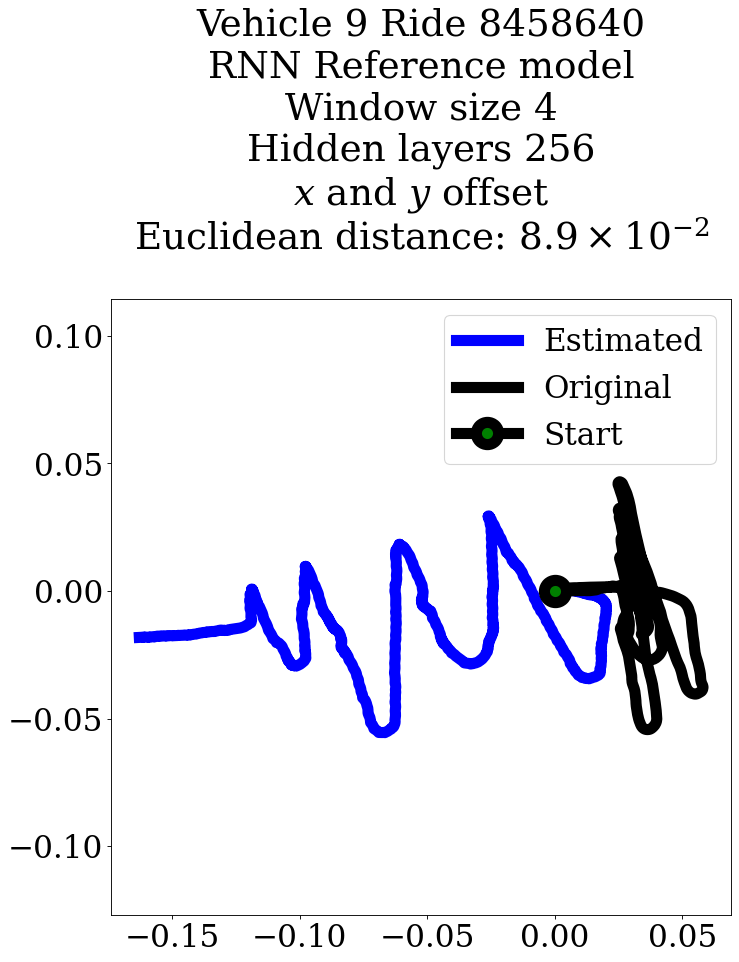 Vehicle 9 Ride 8458640
RNN Reference model
Window size 4
Hidden layers 256
x and y offset
Euclidean distance: 8.9 × 10⁻²
Estimated
Original
Start
0.10
0.05
0.00
−0.05
−0.10
−0.15 −0.10 −0.05 0.00 0.05